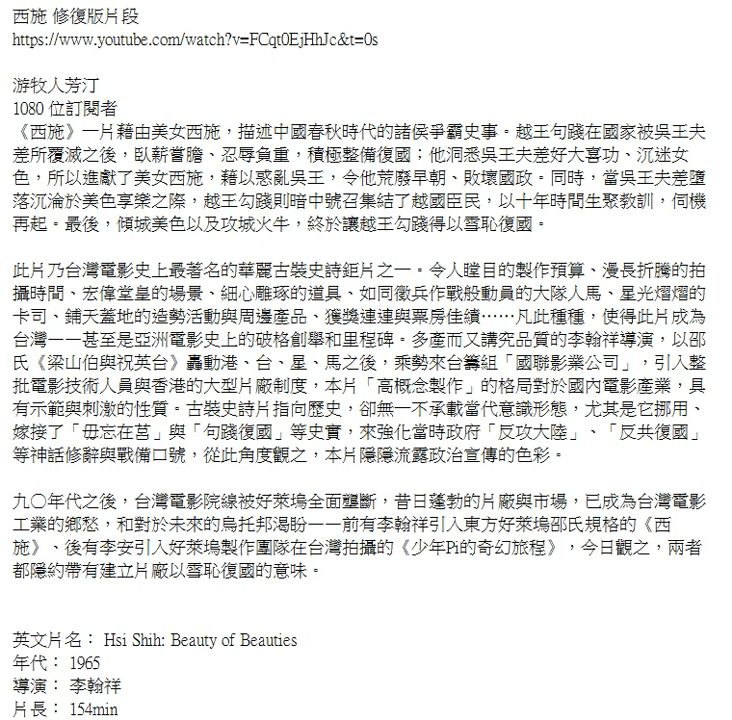 西施 修復版片段
https://www.youtube.com/watch?v=FCqt0EjHhJc&t=0s
游牧人芳汀
1080 位訂閱者
《西施》一片藉由美女西施，描述中國春秋時代的諸侯爭霸史事。越王句踐在國家被吳王夫
差所覆滅之後，臥薪嘗膽、忍辱負重，積極整備復國；他洞悉吳王夫差好大喜功、沉迷女
色，所以進獻了美女西施，藉以惑亂吳王，令他荒廢早朝、敗壞國政。同時，當吳王夫差墮
落沉淪於美色享樂之際，越王勾踐則暗中號召集結了越國臣民，以十年時間生聚教訓，伺機
再起。最後，傾城美色以及攻城火牛，終於讓越王勾踐得以雪恥復國。
此片乃台灣電影史上最著名的華麗古裝史詩鉅片之一。令人瞠目的製作預算、漫長折騰的拍
攝時間、宏偉堂皇的場景、細心雕琢的道具、如同徵兵作戰般動員的大隊人馬、星光熠熠的
卡司、鋪天蓋地的造勢活動與周邊產品、獲獎連連與票房佳績……凡此種種，使得此片成為
台灣——甚至是亞洲電影史上的破格創舉和里程碑。多產而又講究品質的李翰祥導演，以邵
氏《梁山伯與祝英台》轟動港、台、星、馬之後，乘勢來台籌組「國聯影業公司」，引入整
批電影技術人員與香港的大型片廠制度，本片「高概念製作」的格局對於國內電影產業，具
有示範與刺激的性質。古裝史詩片指向歷史，卻無一不承載當代意識形態，尤其是它挪用、
嫁接了「毋忘在莒」與「句踐復國」等史實，來強化當時政府「反攻大陸」、「反共復國」
等神話修辭與戰備口號，從此角度觀之，本片隱隱流露政治宣傳的色彩。
九〇年代之後，台灣電影院線被好萊塢全面壟斷，昔日蓬勃的片廠與市場，已成為台灣電影
工業的鄉愁，和對於未來的烏托邦渴盼——前有李翰祥引入東方好萊塢邵氏規格的《西
施》、後有李安引入好萊塢製作團隊在台灣拍攝的《少年Pi的奇幻旅程》，今日觀之，兩者
都隱約帶有建立片廠以雪恥復國的意味。
英文片名： Hsi Shih: Beauty of Beauties
年代： 1965
導演： 李翰祥
片長： 154min